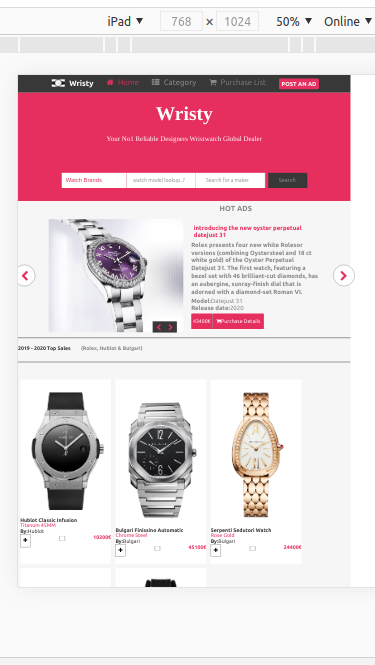 iPad ▼ 768 × 1024 50% ▼ Online ▼
Wristy Home Category Purchase List POST AN AD
Wristy
Your No1 Reliable Designers Wristwatch Global Dealer
Watch Brands watch model lookup..? Search for a maker Search
HOT ADS
introducing the new oyster perpetual
datejust 31
Rolex presents four new white Rolesor
versions (combining Oystersteel and 18 ct
white gold) of the Oyster Perpetual
Datejust 31. The first watch, featuring a
bezel set with 46 brilliant-cut diamonds, has
an aubergine, sunray-finish dial that is
adorned with a diamond-set Roman VI.
Model:Datejust 31
Release date:2020
43400€ Purchase Details
2019 - 2020 Top Sales (Rolex, Hublot & Bulgari)
Hublot Classic Infusion
Titanium 45MM
By:Hublot
+ 10200€
Bulgari Finissino Automatic
Chrome Steel
By:Bulgari
+ 45100€
Serpenti Sedutori Watch
Rose Gold
By:Bulgari
+ 24400€